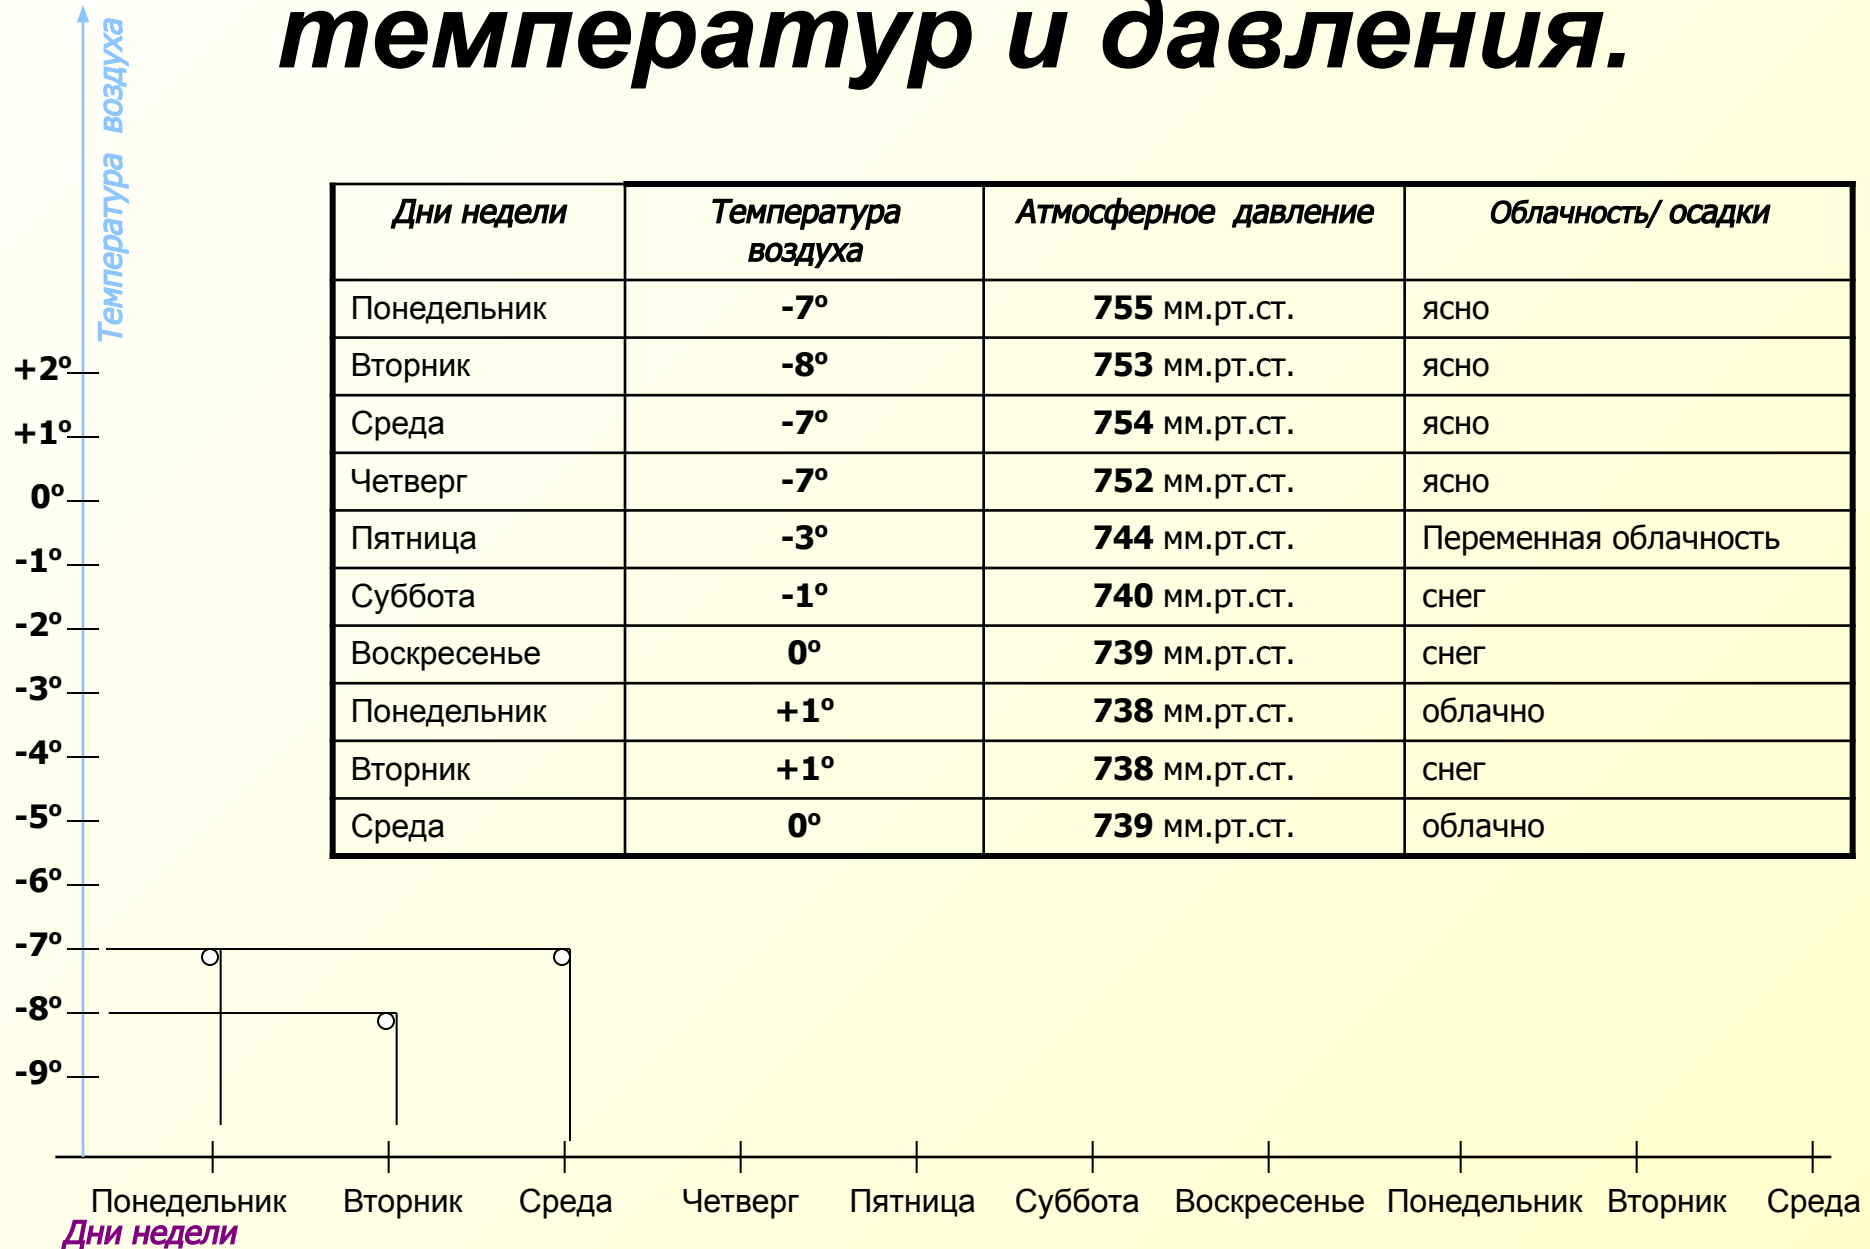 температур и давления.
Температура воздуха
Дни недели Температура воздуха Атмосферное давление Облачность/ осадки
Понедельник -7º 755 мм.рт.ст. ясно
Вторник -8º 753 мм.рт.ст. ясно
Среда -7º 754 мм.рт.ст. ясно
Четверг -7º 752 мм.рт.ст. ясно
Пятница -3º 744 мм.рт.ст. Переменная облачность
Суббота -1º 740 мм.рт.ст. снег
Воскресенье 0º 739 мм.рт.ст. снег
Понедельник +1º 738 мм.рт.ст. облачно
Вторник +1º 738 мм.рт.ст. снег
Среда 0º 739 мм.рт.ст. облачно
+2º
+1º
0º
-1º
-2º
-3º
-4º
-5º
-6º
-7º
-8º
-9º
Понедельник Вторник Среда Четверг Пятница Суббота Воскресенье Понедельник Вторник Среда
Дни недели